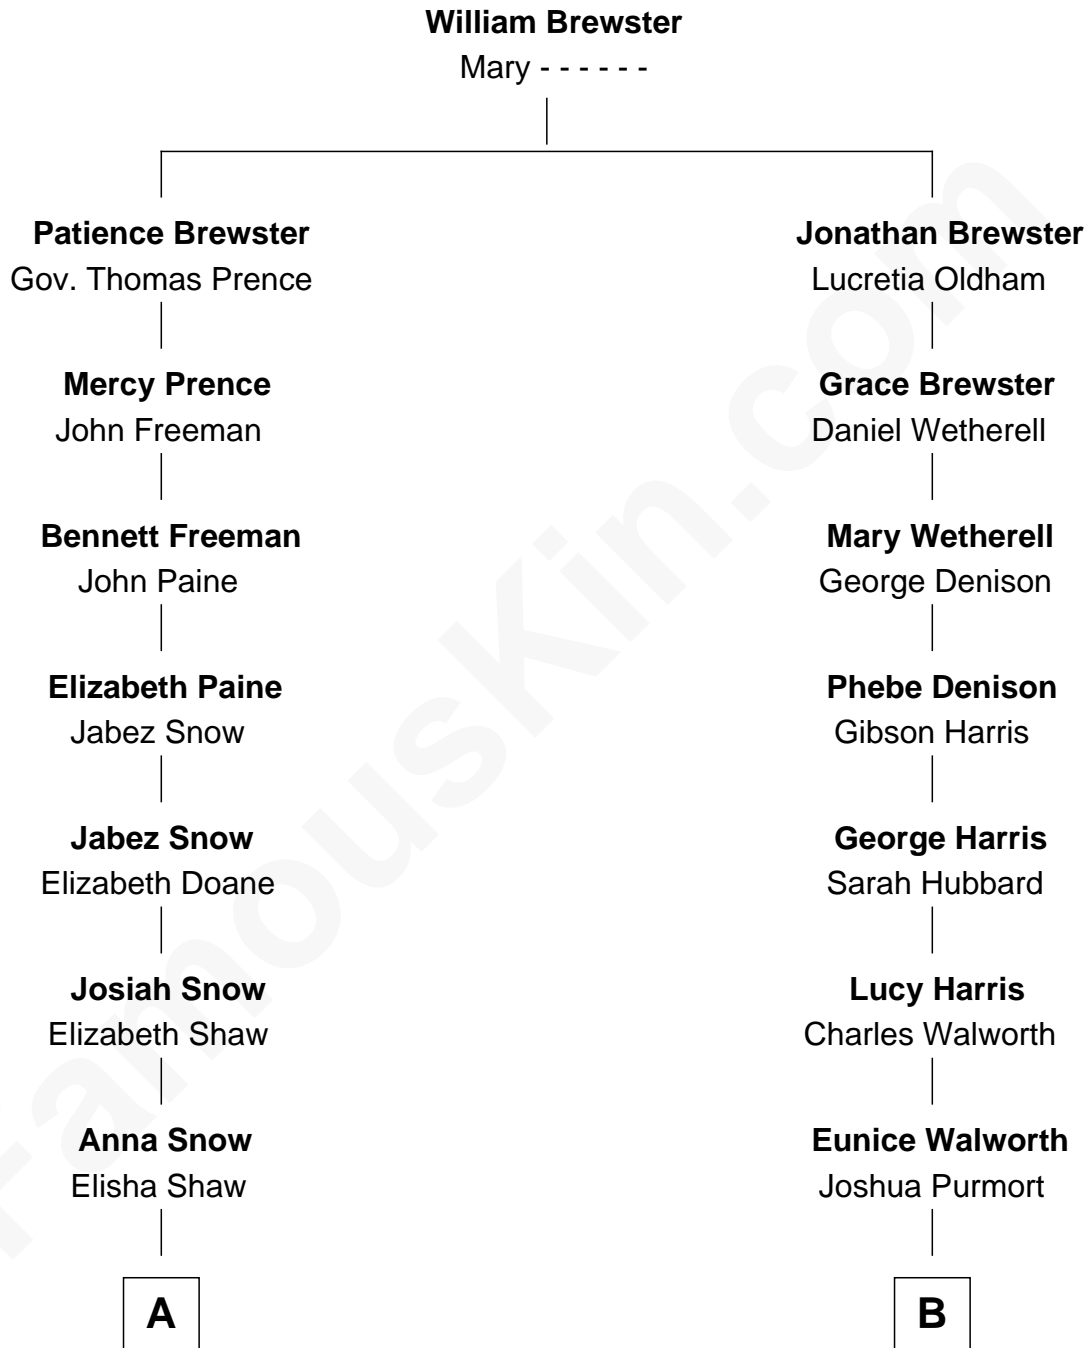 William Brewster
Mary - - - - - -
Patience Brewster
Gov. Thomas Prence
Jonathan Brewster
Lucretia Oldham
Mercy Prence
John Freeman
Grace Brewster
Daniel Wetherell
Bennett Freeman
John Paine
Mary Wetherell
George Denison
Elizabeth Paine
Jabez Snow
Phebe Denison
Gibson Harris
Jabez Snow
Elizabeth Doane
George Harris
Sarah Hubbard
Josiah Snow
Elizabeth Shaw
Lucy Harris
Charles Walworth
Anna Snow
Elisha Shaw
Eunice Walworth
Joshua Purmort
A
B
FamousKin.com